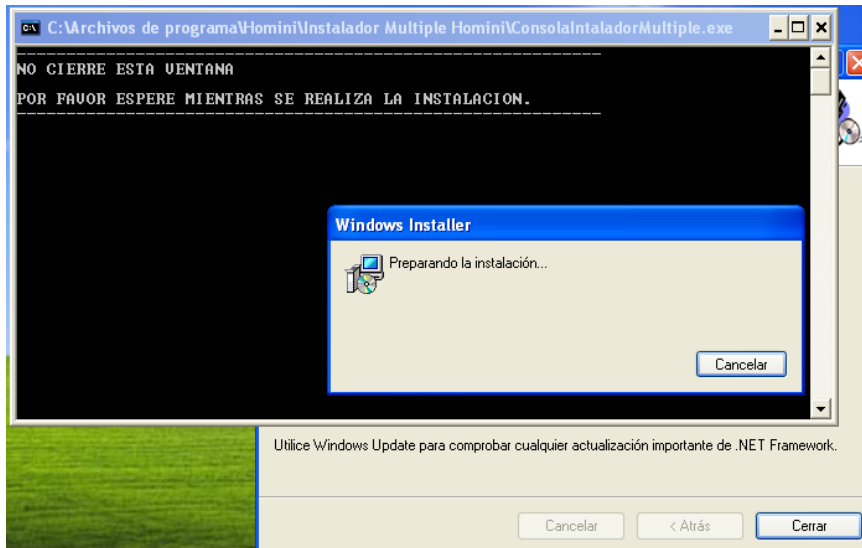 C:\Archivos de programa\Homini\Instalador Multiple Homini\ConsolaIntaladorMultiple.exe
NO CIERRE ESTA VENTANA
POR FAVOR ESPERE MIENTRAS SE REALIZA LA INSTALACION.
Windows Installer
Preparando la instalación...
Cancelar
Utilice Windows Update para comprobar cualquier actualización importante de .NET Framework.
Cancelar
< Atrás
Cerrar